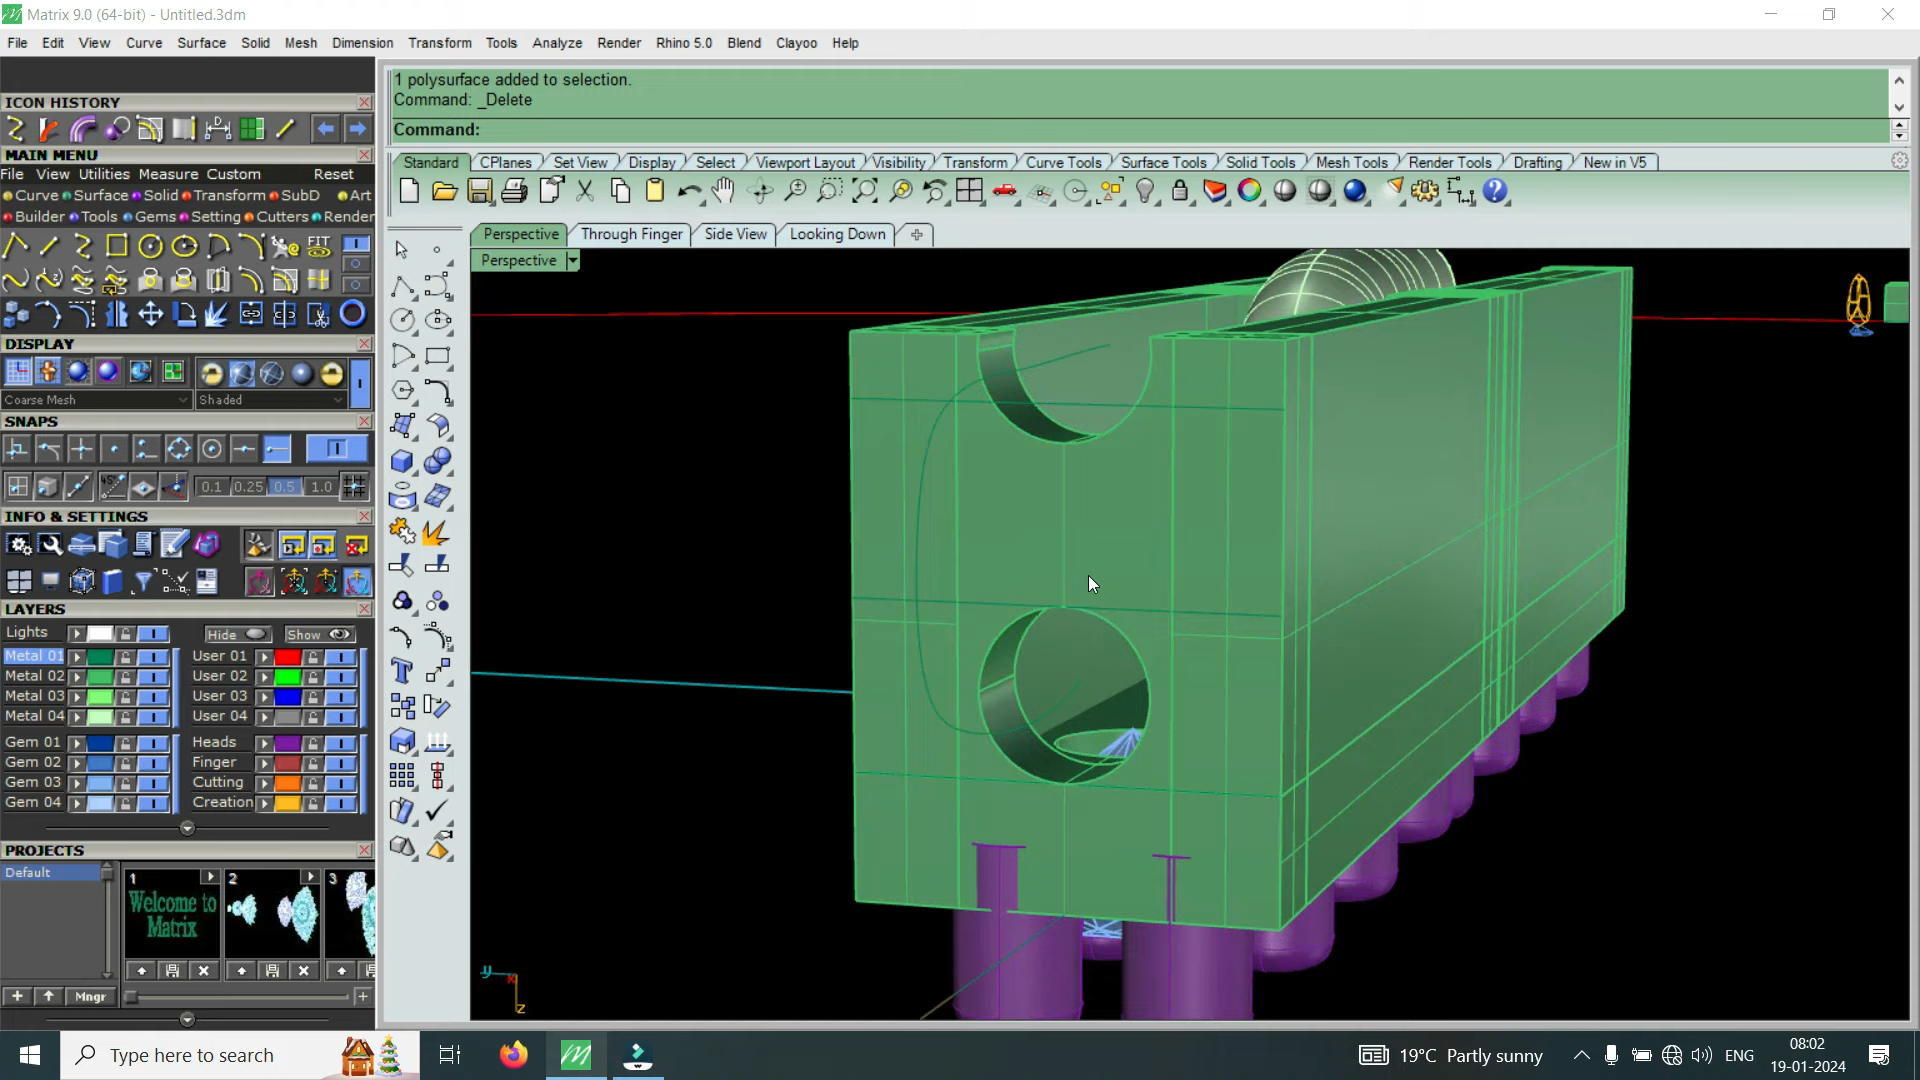 Matrix 9.0 (64-bit) - Untitled.3dm
File Edit View Curve Surface Solid Mesh Dimension Transform Tools Analyze Render Rhino 5.0 Blend Clayoo Help
1 polysurface added to selection.
Command: _Delete
Command:
ICON HISTORY
MAIN MENU
File View Utilities Measure Custom Reset
Curve Surface Solid Transform SubD Art
Builder Tools Gems Setting Cutters Render
FIT
DISPLAY
Coarse Mesh Shaded
SNAPS
0.1 0.25 0.5 1.0
INFO & SETTINGS
LAYERS
Lights Hide Show
Metal 01 User 01
Metal 02 User 02
Metal 03 User 03
Metal 04 User 04
Gem 01 Heads
Gem 02 Finger
Gem 03 Cutting
Gem 04 Creation
PROJECTS
Default
1 2 3
Welcome to
Matrix
Mngr
Standard CPlanes Set View Display Select Viewport Layout Visibility Transform Curve Tools Surface Tools Solid Tools Mesh Tools Render Tools Drafting New in V5
Perspective Through Finger Side View Looking Down
Perspective
y x
z
Type here to search
19°C Partly sunny
ENG
08:02
19-01-2024